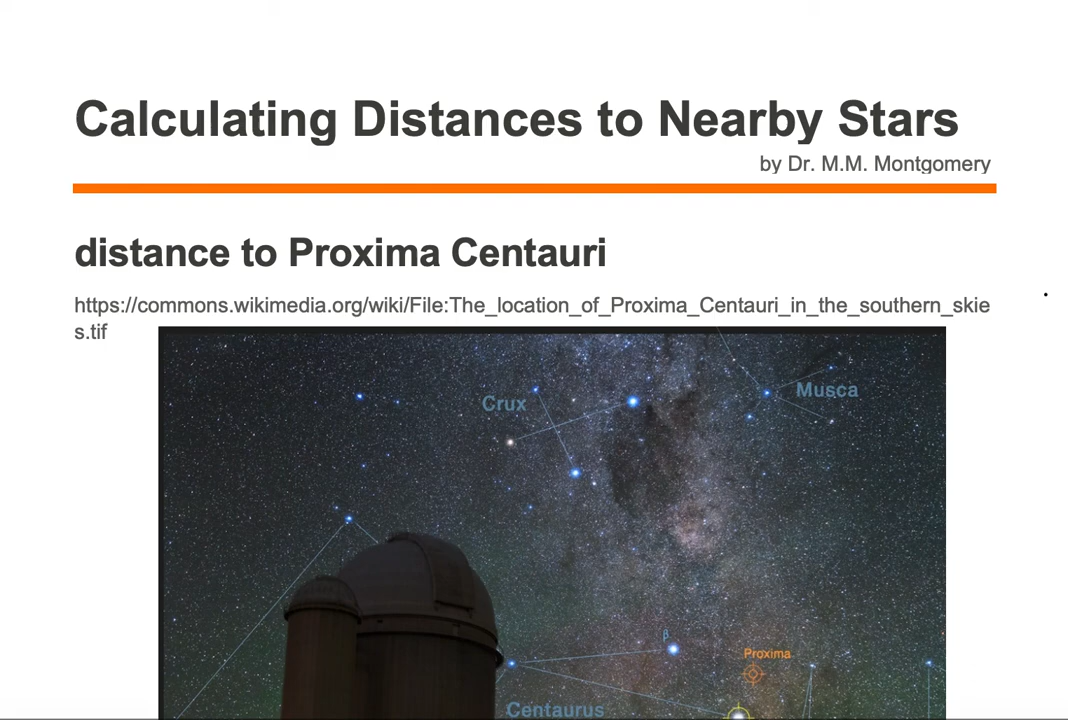 Calculating Distances to Nearby Stars
by Dr. M.M. Montgomery
distance to Proxima Centauri
https://commons.wikimedia.org/wiki/File:The_location_of_Proxima_Centauri_in_the_southern_skie
s.tif
Crux
Musca
β
Proxima
Centaurus